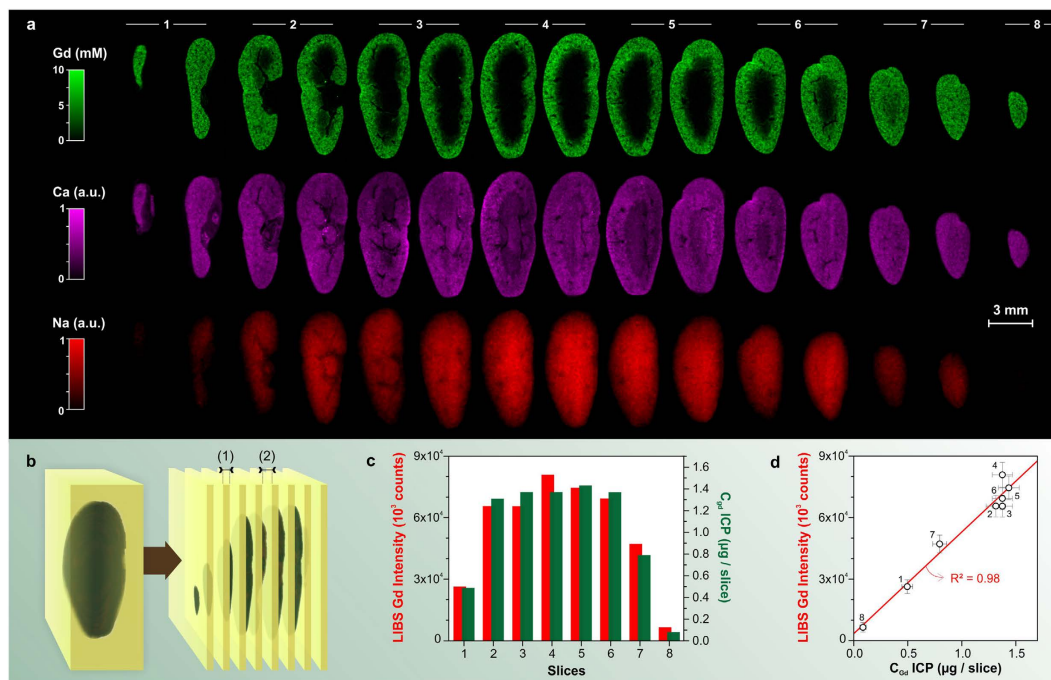 a
1 2 3 4 5 6 7 8
Gd (mM)
10
5
0
Ca (a.u.)
1
0
Na (a.u.)
1
0
3 mm
b
(1)
(2)
c
LIBS Gd Intensity (10³ counts)
9x10⁴
6x10⁴
3x10⁴
0
1 2 3 4 5 6 7 8
Slices
1.6
1.4
1.2
1.0
0.8
0.6
0.4
0.2
0.0
C gd ICP (µg / slice)
d
LIBS Gd Intensity (10³ counts)
9x10⁴
6x10⁴
3x10⁴
0
4
6
5
2
3
7
1
8
R² = 0.98
0.0 0.5 1.0 1.5
C Gd ICP (µg / slice)